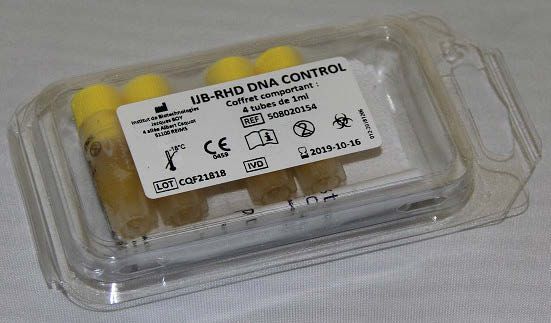 IJB-RHD DNA CONTROL
Coffret comportant :
4 tubes de 1ml
Institut de Biotechnologies
Jacques BOY
4 allée Albert Caquot
51100 REIMS
REF 508020154
-18°C
CE
0459
2019-10-16
LOT CQF21818
IVD